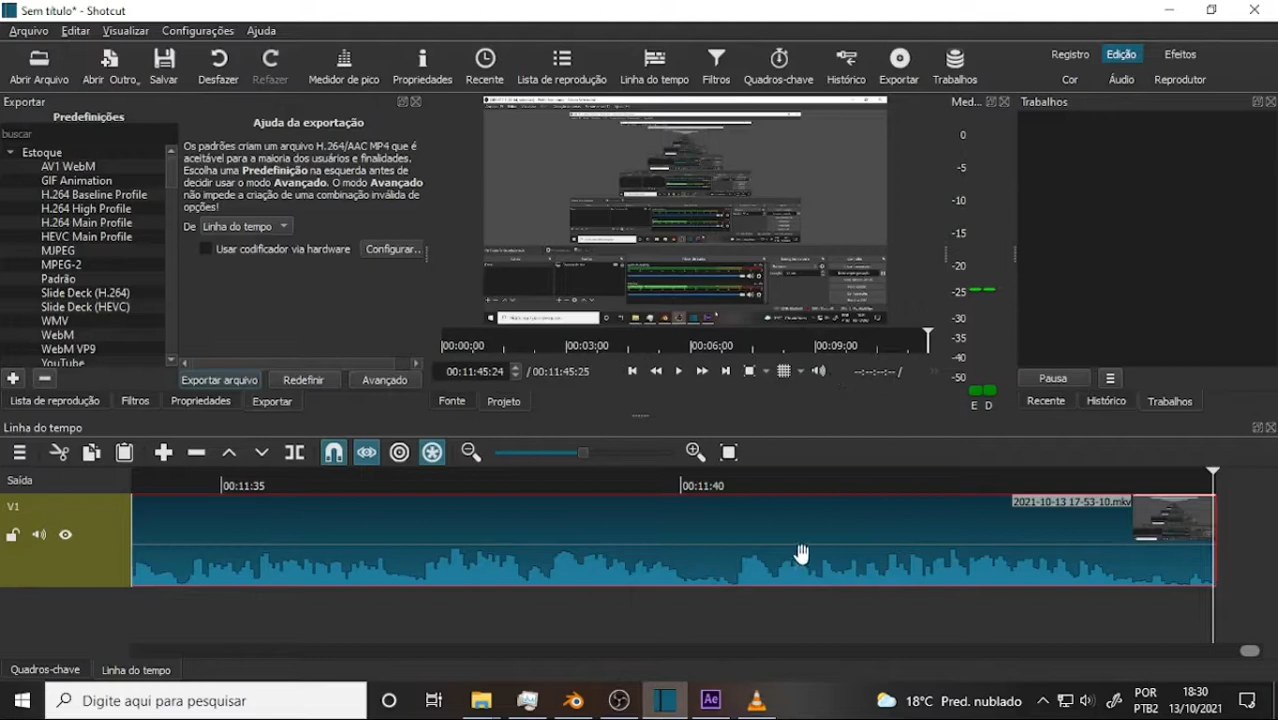 Sem título* - Shotcut
Arquivo Editar Visualizar Configurações Ajuda
Abrir Arquivo Abrir Outro... Salvar Desfazer Refazer Medidor de pico Propriedades Recente Lista de reprodução Linha do tempo Filtros Quadros-chave Histórico Exportar Trabalhos
Registro Edição Efeitos
Cor Áudio Reprodutor
Exportar
Predefinições
buscar
Estoque
AV1 WebM
GIF Animation
H.264 Baseline Profile
H.264 High Profile
H.264 Main Profile
HEVC Main Profile
MJPEG
MPEG-2
Padrão
Slide Deck (H.264)
Slide Deck (HEVC)
WMV
WebM
WebM VP9
YouTube
Ajuda da exportação
Os padrões criam um arquivo H.264/AAC MP4 que é
aceitável para a maioria dos usuários e finalidades.
Escolha uma Predefinição na esquerda antes de
decidir usar o modo Avançado. O modo Avançado
não impede a criação de uma combinação inválida de
opções!
De Linha do tempo
Usar codificador via hardware Configurar...
Exportar arquivo Redefinir Avançado
Lista de reprodução Filtros Propriedades Exportar
00:00:00 00:03:00 00:06:00 00:09:00
00:11:45:24 / 00:11:45:25 --:--:--:-- /
Fonte Projeto
Med...
0
-5
-10
-15
-20
-25
-30
-35
-40
-50
E D
Trabalhos
Pausa
Recente Histórico Trabalhos
Linha do tempo
Saída
00:11:35 00:11:40
V1
2021-10-13 17-53-10.mkv
Quadros-chave Linha do tempo
Digite aqui para pesquisar
Ae
18°C Pred. nublado
POR
PTB2
18:30
13/10/2021